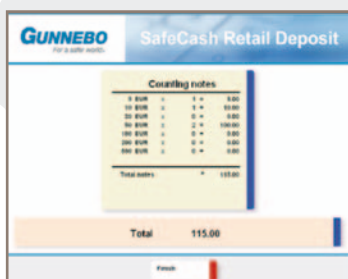 GUNNEBO
For a safer world®
SafeCash Retail Deposit
Counting notes
5 EUR x 1 = 5.00
10 EUR x 1 = 10.00
20 EUR x 0 = 0.00
50 EUR x 2 = 100.00
100 EUR x 0 = 0.00
200 EUR x 0 = 0.00
500 EUR x 0 = 0.00
Total notes = 115.00
Total 115.00
Finish